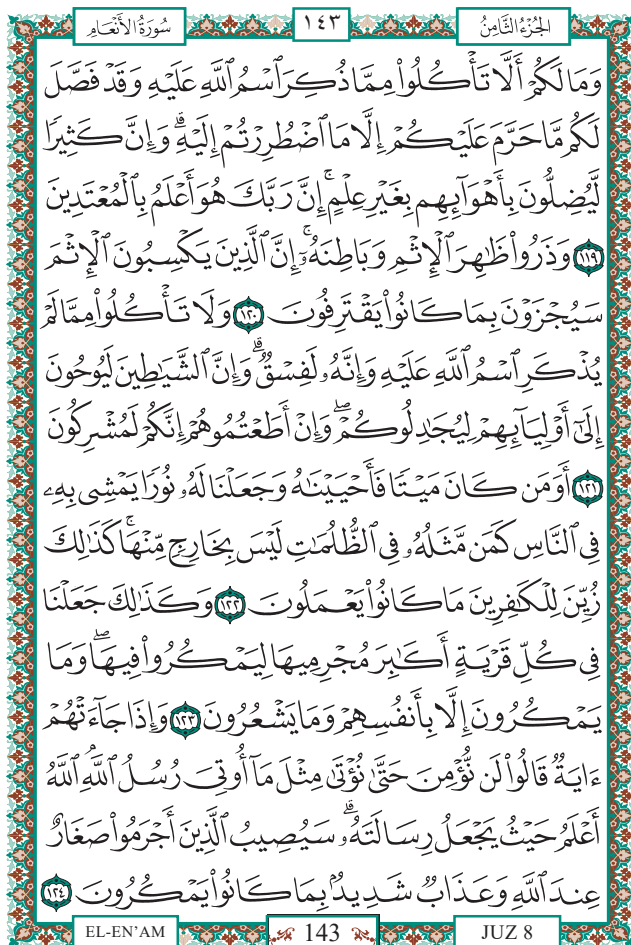 سُورَةُ الأَنْعَامِ ١٤٣ الجُزْءُ الثَّامِنُ
وَمَا لَكُمْ أَلَّا تَأْكُلُوا۟ مِمَّا ذُكِرَ ٱسْمُ ٱللَّهِ عَلَيْهِ وَقَدْ فَصَّلَ
لَكُم مَّا حَرَّمَ عَلَيْكُمْ إِلَّا مَا ٱضْطُرِرْتُمْ إِلَيْهِ ۗ وَإِنَّ كَثِيرًا
لَّيُضِلُّونَ بِأَهْوَآئِهِم بِغَيْرِ عِلْمٍ ۚ إِنَّ رَبَّكَ هُوَ أَعْلَمُ بِٱلْمُعْتَدِينَ
١١٩ وَذَرُوا۟ ظَـٰهِرَ ٱلْإِثْمِ وَبَاطِنَهُۥٓ ۚ إِنَّ ٱلَّذِينَ يَكْسِبُونَ ٱلْإِثْمَ
سَيُجْزَوْنَ بِمَا كَانُوا۟ يَقْتَرِفُونَ ١٢٠ وَلَا تَأْكُلُوا۟ مِمَّا لَمْ
يُذْكَرِ ٱسْمُ ٱللَّهِ عَلَيْهِ وَإِنَّهُۥ لَفِسْقٌ ۗ وَإِنَّ ٱلشَّيَـٰطِينَ لَيُوحُونَ
إِلَىٰٓ أَوْلِيَآئِهِمْ لِيُجَـٰدِلُوكُمْ ۖ وَإِنْ أَطَعْتُمُوهُمْ إِنَّكُمْ لَمُشْرِكُونَ
١٢١ أَوَمَن كَانَ مَيْتًا فَأَحْيَيْنَـٰهُ وَجَعَلْنَا لَهُۥ نُورًا يَمْشِى بِهِۦ
فِى ٱلنَّاسِ كَمَن مَّثَلُهُۥ فِى ٱلظُّلُمَـٰتِ لَيْسَ بِخَارِجٍ مِّنْهَا ۚ كَذَٰلِكَ
زُيِّنَ لِلْكَـٰفِرِينَ مَا كَانُوا۟ يَعْمَلُونَ ١٢٢ وَكَذَٰلِكَ جَعَلْنَا
فِى كُلِّ قَرْيَةٍ أَكَـٰبِرَ مُجْرِمِيهَا لِيَمْكُرُوا۟ فِيهَا ۖ وَمَا
يَمْكُرُونَ إِلَّا بِأَنفُسِهِمْ وَمَا يَشْعُرُونَ ١٢٣ وَإِذَا جَآءَتْهُمْ
ءَايَةٌ قَالُوا۟ لَن نُّؤْمِنَ حَتَّىٰ نُؤْتَىٰ مِثْلَ مَآ أُوتِىَ رُسُلُ ٱللَّهِ ۘ ٱللَّهُ
أَعْلَمُ حَيْثُ يَجْعَلُ رِسَالَتَهُۥ ۗ سَيُصِيبُ ٱلَّذِينَ أَجْرَمُوا۟ صَغَارٌ
عِندَ ٱللَّهِ وَعَذَابٌ شَدِيدٌۢ بِمَا كَانُوا۟ يَمْكُرُونَ ١٢٤
EL-EN’AM 143 JUZ 8